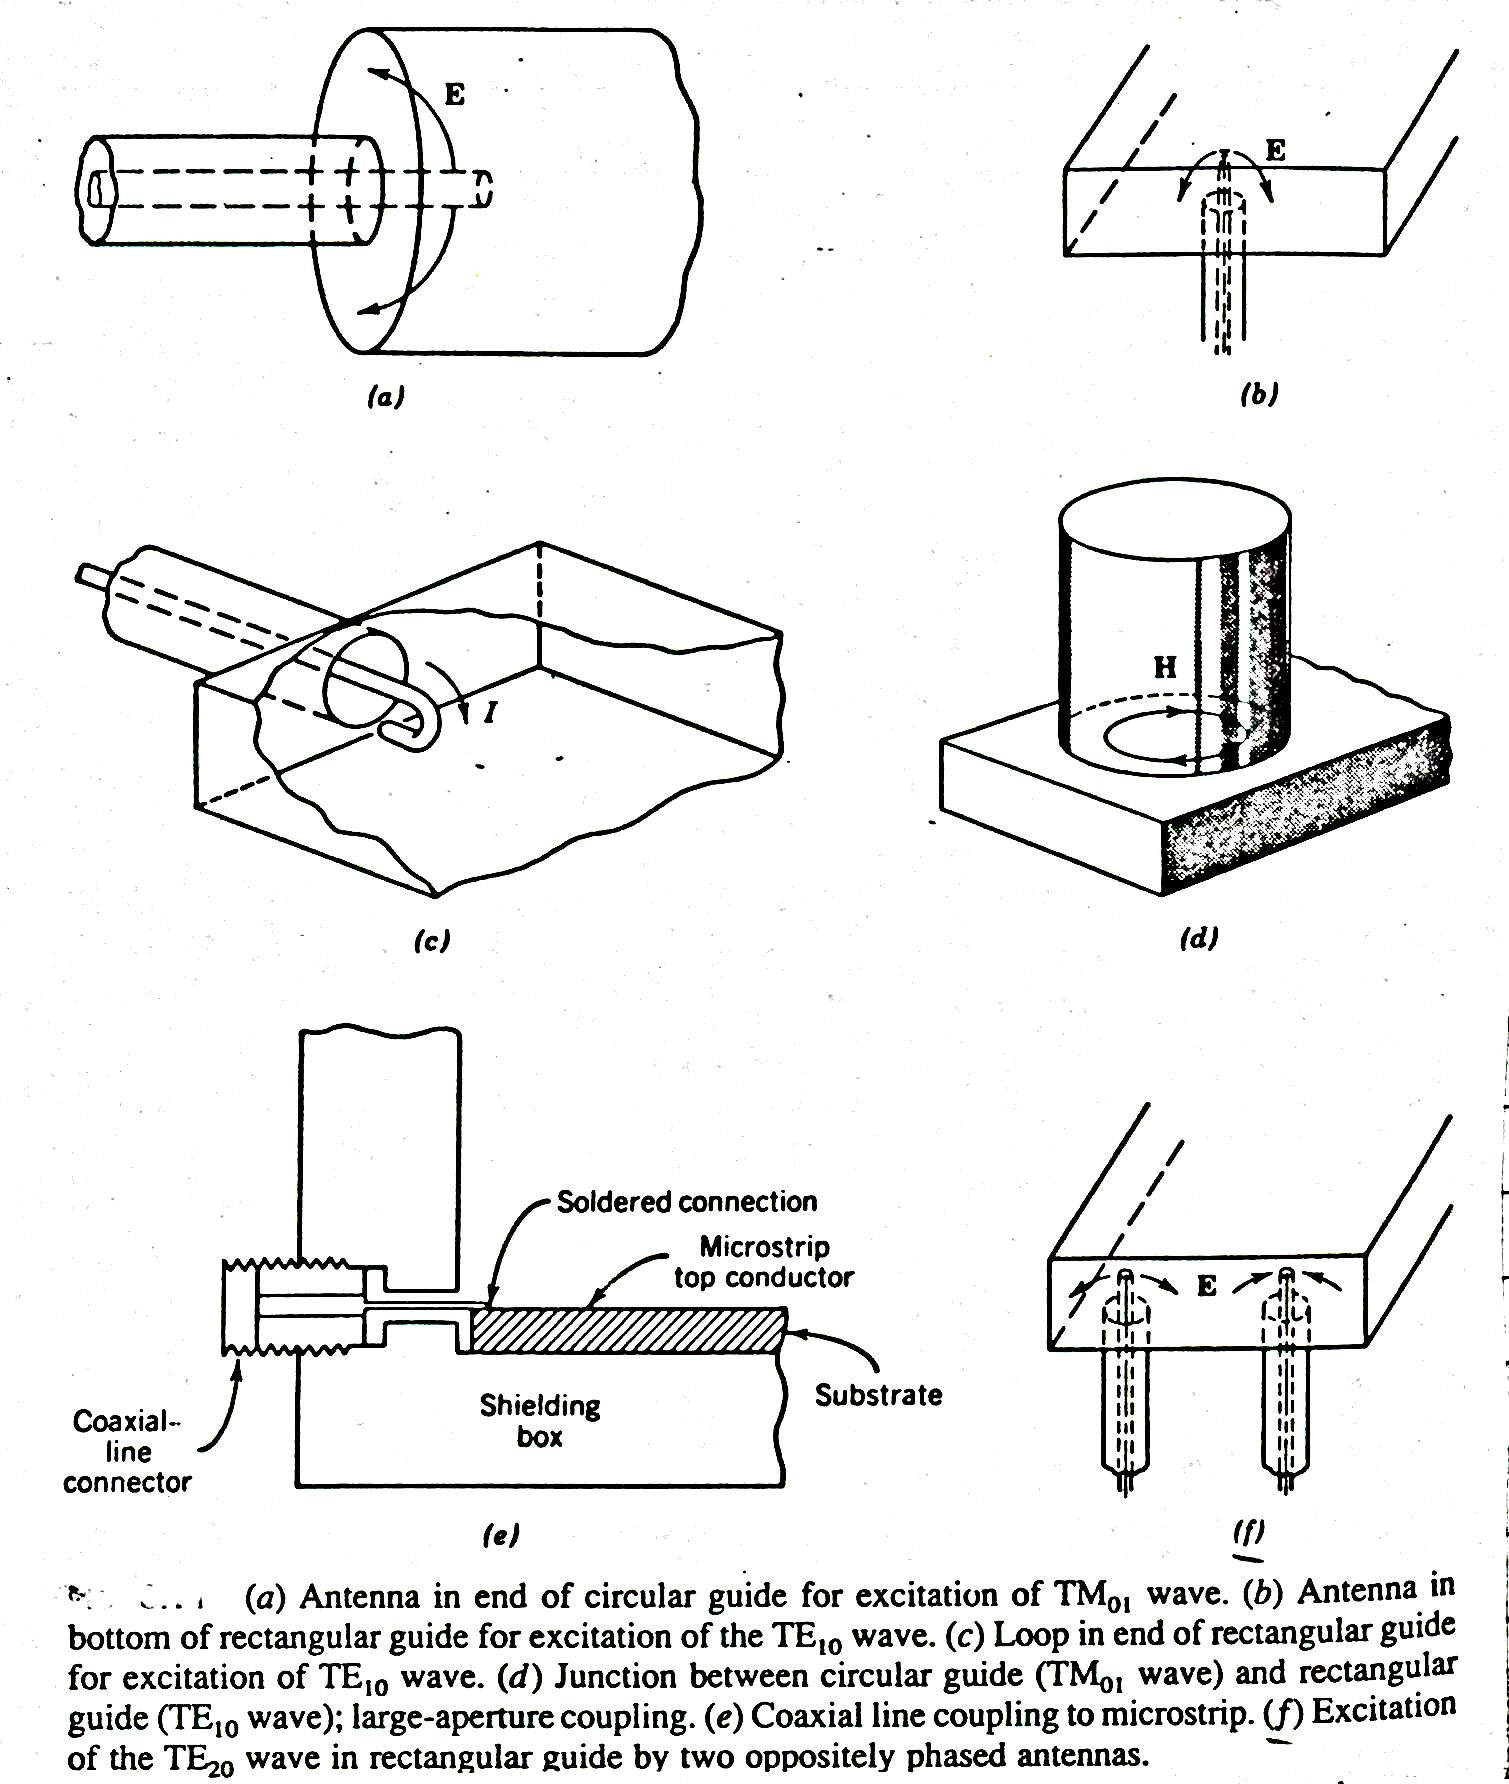 E
(a)
E
(b)
I
(c)
H
(d)
Soldered connection
Microstrip
top conductor
Substrate
Shielding
box
Coaxial-
line
connector
(e)
E
(f)
(a) Antenna in end of circular guide for excitation of TM₀₁ wave. (b) Antenna in
bottom of rectangular guide for excitation of the TE₁₀ wave. (c) Loop in end of rectangular guide
for excitation of TE₁₀ wave. (d) Junction between circular guide (TM₀₁ wave) and rectangular
guide (TE₁₀ wave); large-aperture coupling. (e) Coaxial line coupling to microstrip. (f) Excitation
of the TE₂₀ wave in rectangular guide by two oppositely phased antennas.